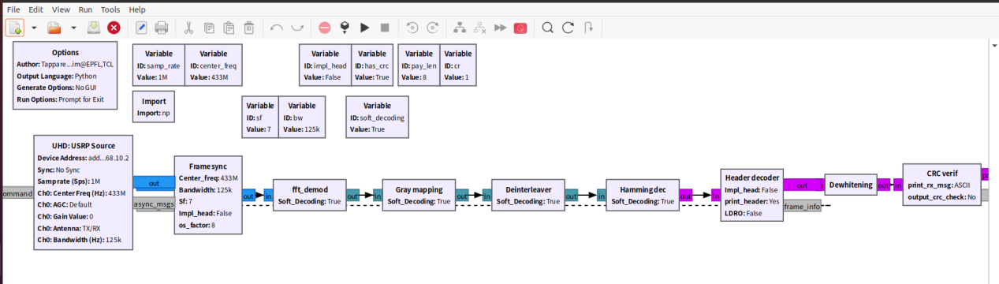 File Edit View Run Tools Help
Options
Author: Tappare...im@EPFL,TCL
Output Language: Python
Generate Options: No GUI
Run Options: Prompt for Exit
Variable
ID: samp_rate
Value: 1M
Variable
ID: center_freq
Value: 433M
Variable
ID: impl_head
Value: False
Variable
ID: has_crc
Value: True
Variable
ID: pay_len
Value: 8
Variable
ID: cr
Value: 1
Import
Import: np
Variable
ID: sf
Value: 7
Variable
ID: bw
Value: 125k
Variable
ID: soft_decoding
Value: True
ommand
UHD: USRP Source
Device Address: add...68.10.2
Sync: No Sync
Samp rate (Sps): 1M
Ch0: Center Freq (Hz): 433M
Ch0: AGC: Default
Ch0: Gain Value: 0
Ch0: Antenna: TX/RX
Ch0: Bandwidth (Hz): 125k
out
async_msgs
Frame sync
Center_freq: 433M
Bandwidth: 125k
Sf: 7
Impl_head: False
os_factor: 8
out
in
fft_demod
Soft_Decoding: True
out
in
Gray mapping
Soft_Decoding: True
out
in
Deinterleaver
Soft_Decoding: True
out
in
Hamming dec
Soft_Decoding: True
out
in
Header decoder
Impl_head: False
print_header: Yes
LDRO: False
out
frame_info
Dewhitening
out
in
CRC verif
print_rx_msg: ASCII
output_crc_check: No